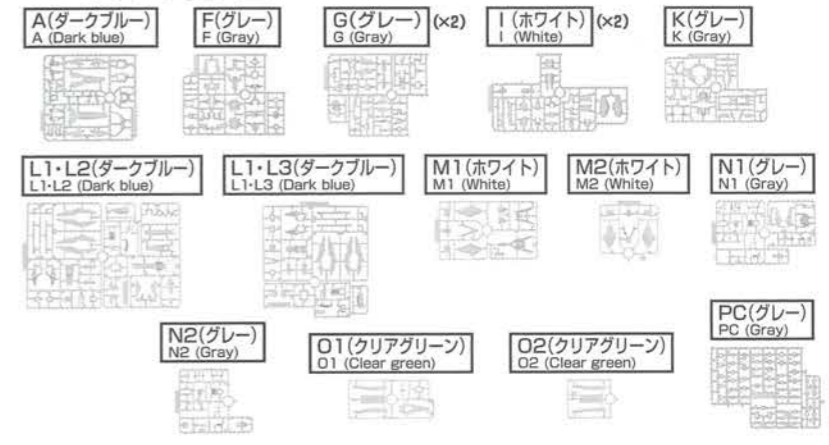 A(ダークブルー)
A (Dark blue)
F(グレー)
F (Gray)
G(グレー) (×2)
G (Gray)
I(ホワイト) (×2)
I (White)
K(グレー)
K (Gray)
L1・L2(ダークブルー)
L1・L2 (Dark blue)
L1・L3(ダークブルー)
L1・L3 (Dark blue)
M1(ホワイト)
M1 (White)
M2(ホワイト)
M2 (White)
N1(グレー)
N1 (Gray)
N2(グレー)
N2 (Gray)
O1(クリアグリーン)
O1 (Clear green)
O2(クリアグリーン)
O2 (Clear green)
PC(グレー)
PC (Gray)